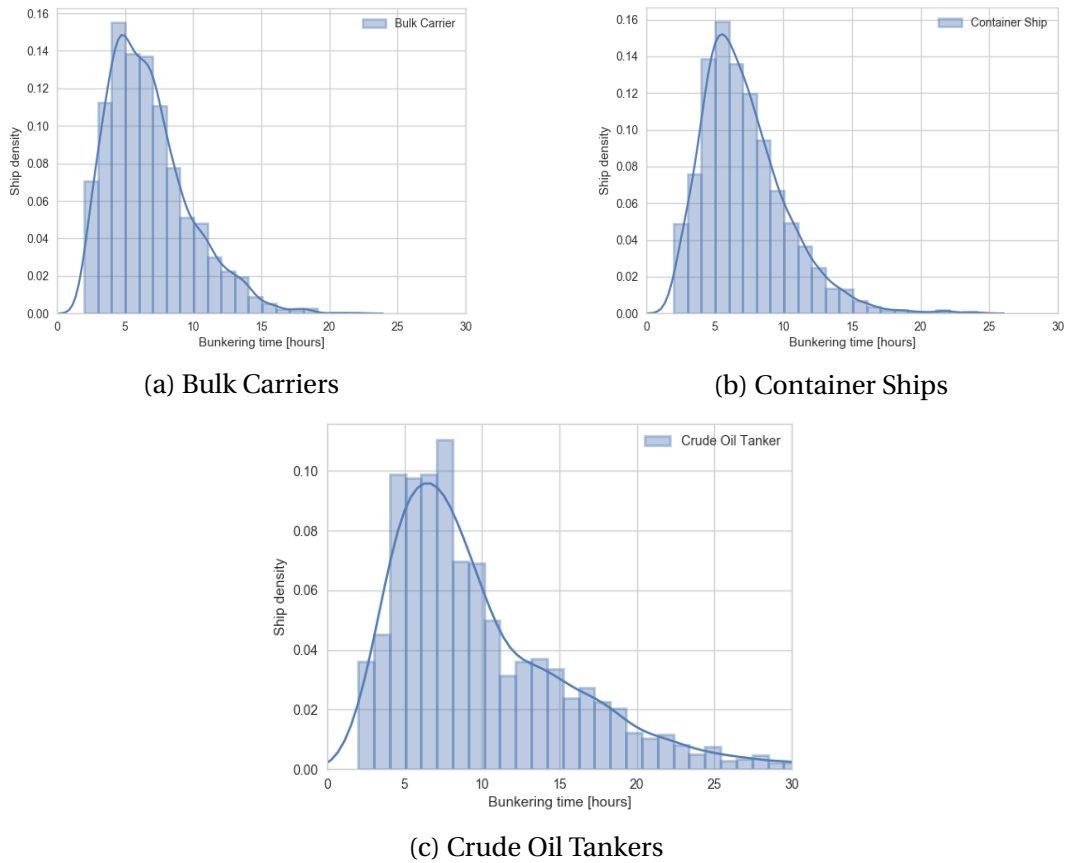 Bulk Carrier
0.16
0.14
0.12
0.10
0.08
0.06
0.04
0.02
0.00
Ship density
0 5 10 15 20 25 30
Bunkering time [hours]
(a) Bulk Carriers
Container Ship
0.16
0.14
0.12
0.10
0.08
0.06
0.04
0.02
0.00
Ship density
0 5 10 15 20 25 30
Bunkering time [hours]
(b) Container Ships
Crude Oil Tanker
0.10
0.08
0.06
0.04
0.02
0.00
Ship density
0 5 10 15 20 25 30
Bunkering time [hours]
(c) Crude Oil Tankers